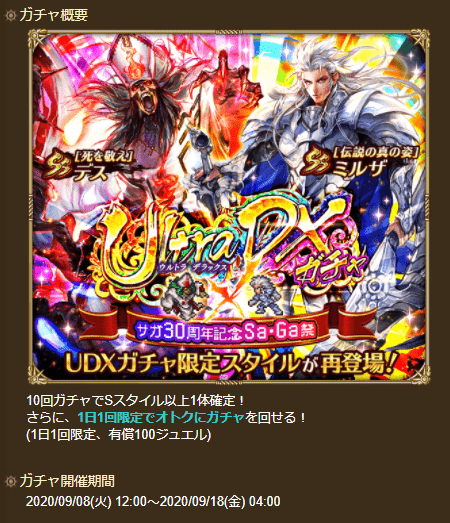 ガチャ概要
SS [死を敬え]
デス
SS [伝説の真の姿]
ミルザ
Ultra DX
ウルトラ・デラックス
ガチャ
×
サガ30周年記念Sa・Ga祭
UDXガチャ限定スタイルが再登場!
10回ガチャでSスタイル以上1体確定!
さらに、1日1回限定でオトクにガチャを回せる!
(1日1回限定、有償100ジュエル)
ガチャ開催期間
2020/09/08(火) 12:00～2020/09/18(金) 04:00